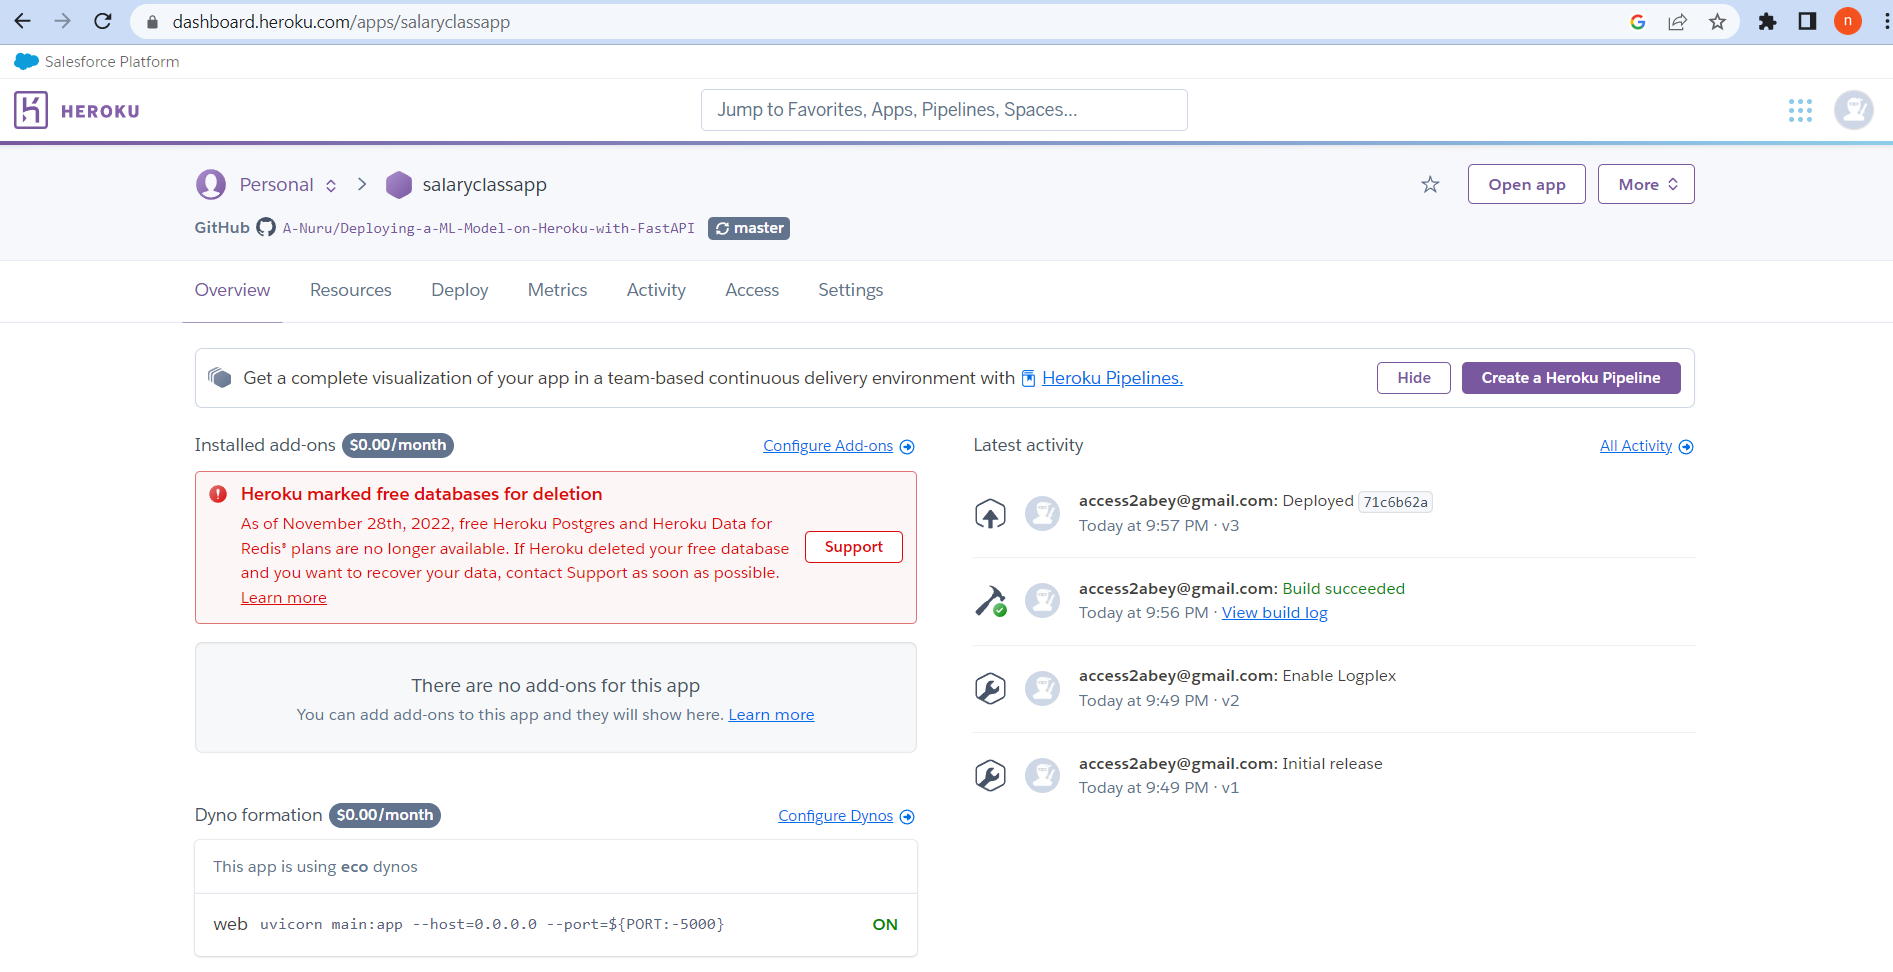 dashboard.heroku.com/apps/salaryclassapp
n
Salesforce Platform
HEROKU
Jump to Favorites, Apps, Pipelines, Spaces...
Personal salaryclassapp
Open app
More
GitHub A-Nuru/Deploying-a-ML-Model-on-Heroku-with-FastAPI master
Overview Resources Deploy Metrics Activity Access Settings
Get a complete visualization of your app in a team-based continuous delivery environment with Heroku Pipelines.
Hide
Create a Heroku Pipeline
Installed add-ons $0.00/month
Configure Add-ons
Heroku marked free databases for deletion
As of November 28th, 2022, free Heroku Postgres and Heroku Data for
Redis® plans are no longer available. If Heroku deleted your free database
and you want to recover your data, contact Support as soon as possible.
Learn more
Support
There are no add-ons for this app
You can add add-ons to this app and they will show here. Learn more
Dyno formation $0.00/month
Configure Dynos
This app is using eco dynos
web uvicorn main:app --host=0.0.0.0 --port=${PORT:-5000}
ON
Latest activity
All Activity
access2abey@gmail.com: Deployed 71c6b62a
Today at 9:57 PM · v3
access2abey@gmail.com: Build succeeded
Today at 9:56 PM · View build log
access2abey@gmail.com: Enable Logplex
Today at 9:49 PM · v2
access2abey@gmail.com: Initial release
Today at 9:49 PM · v1